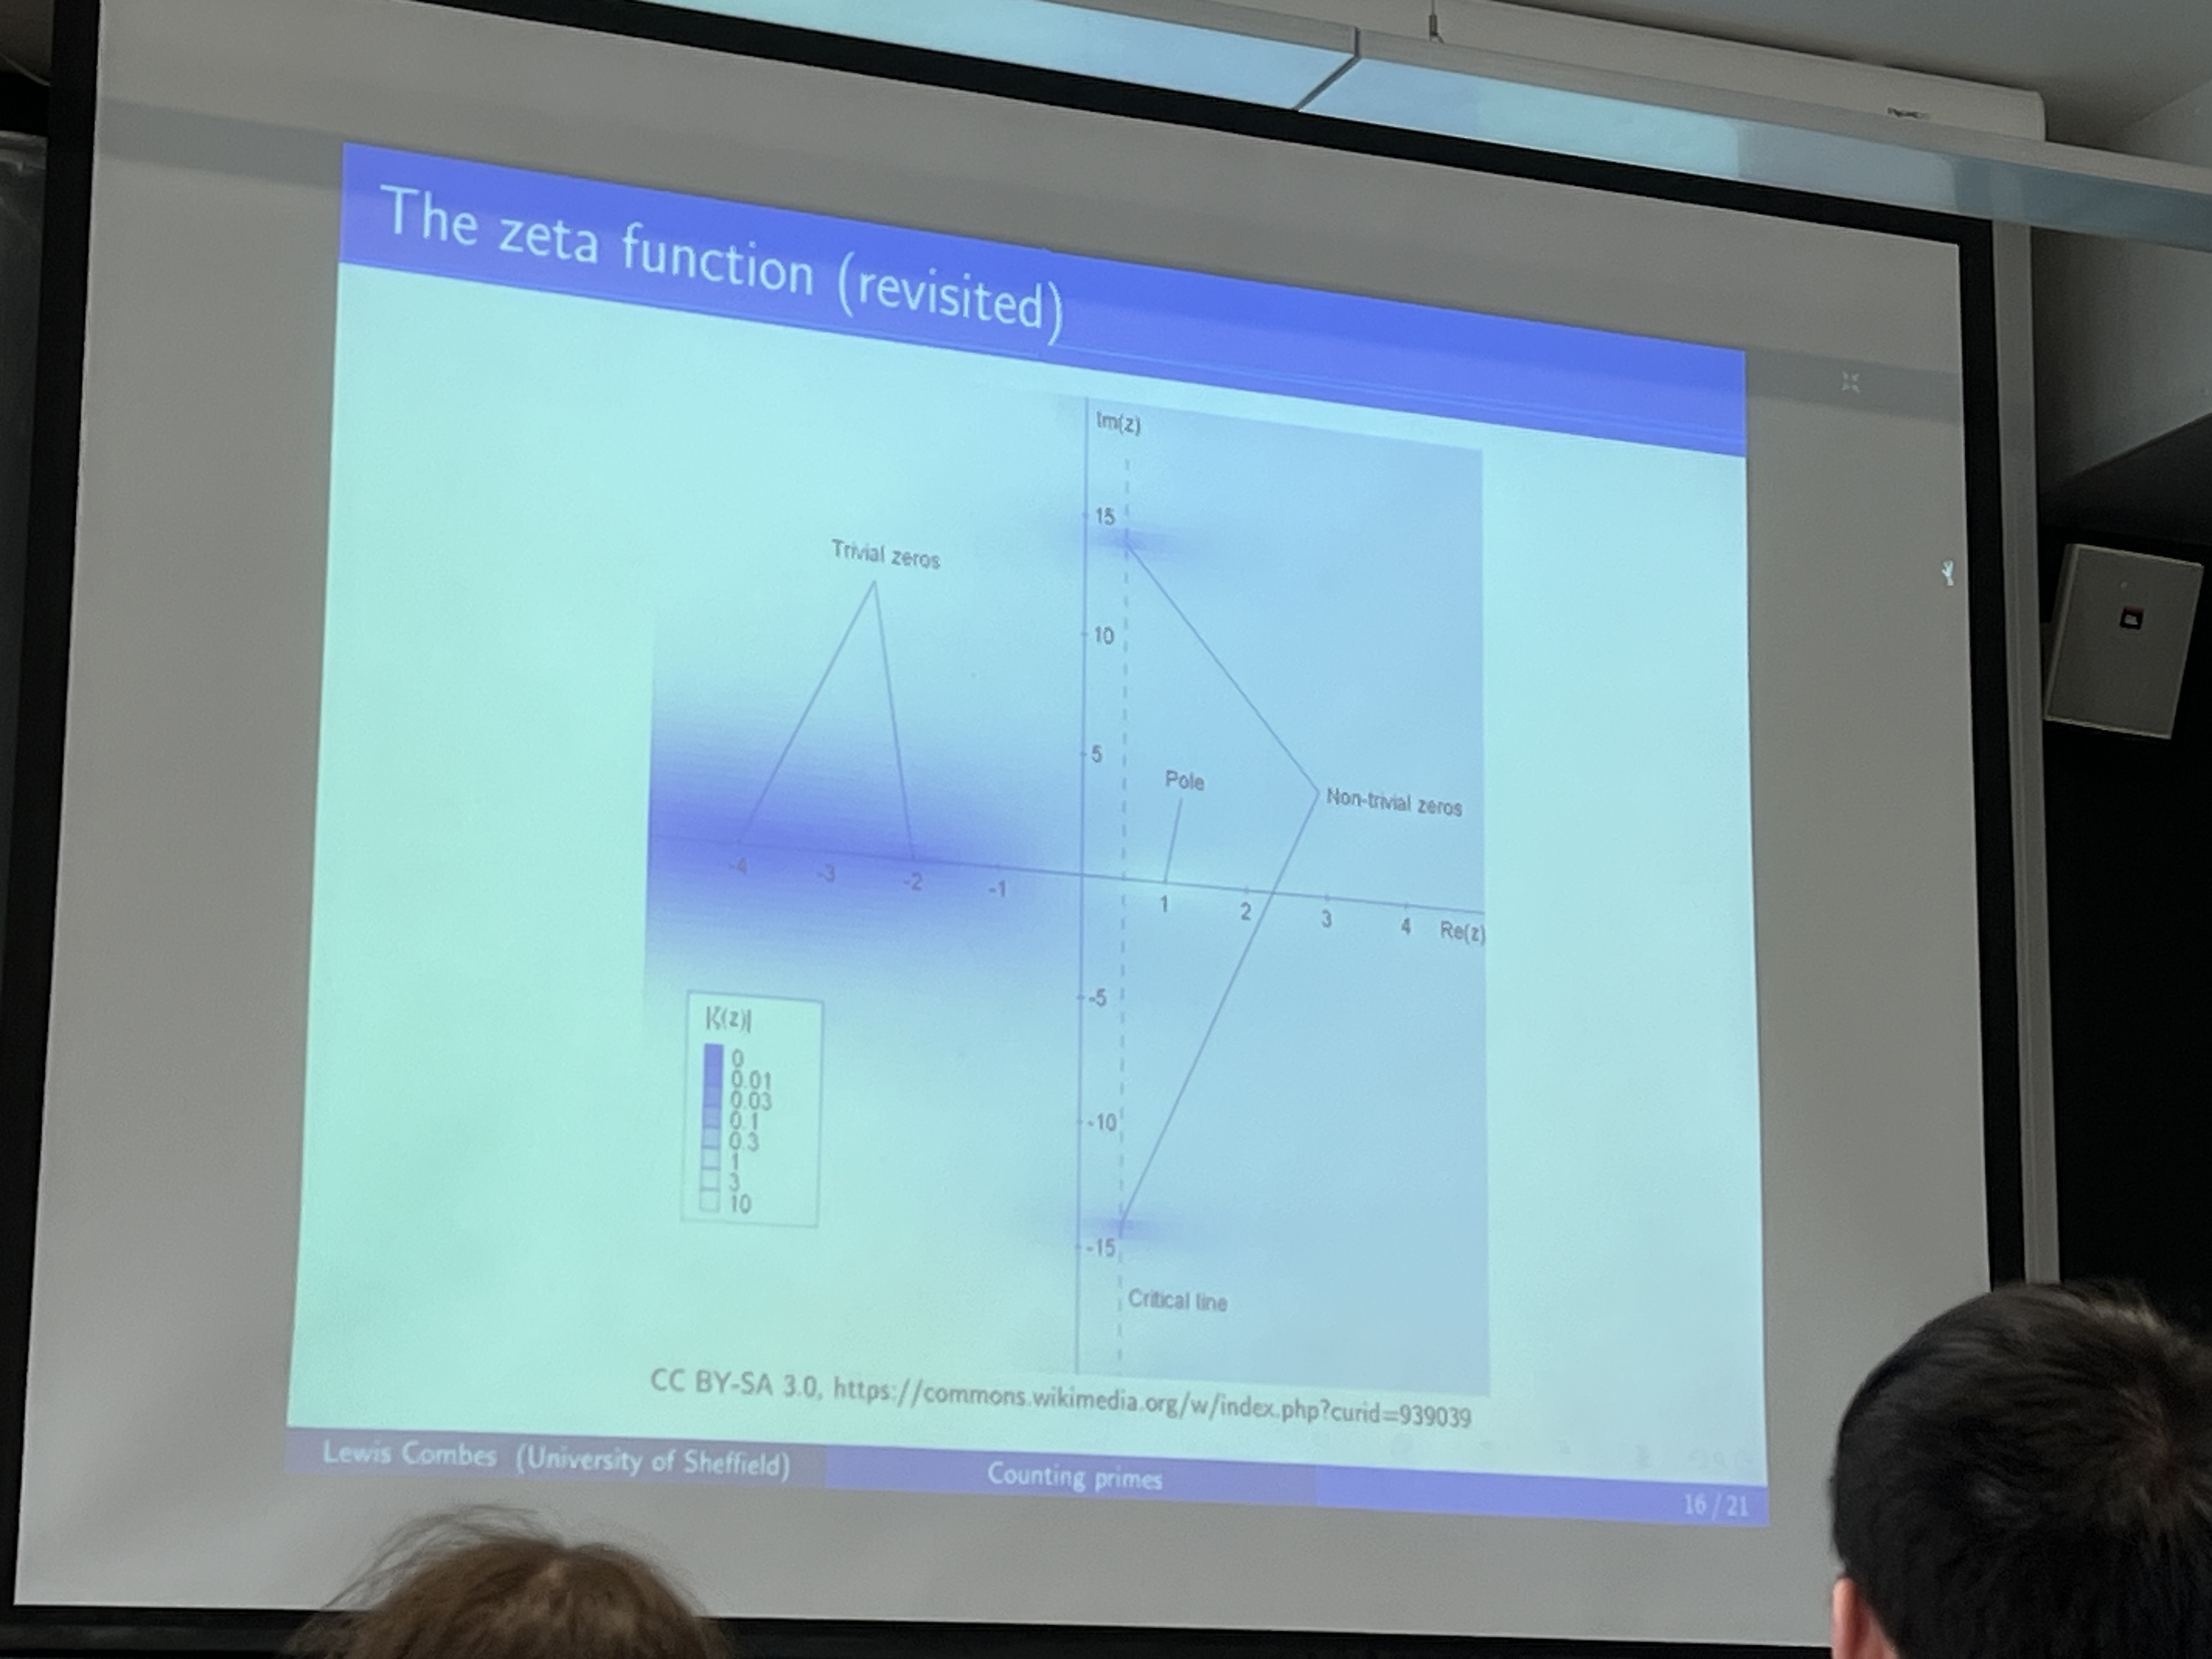 The zeta function (revisited)
Im(z)
15
Trivial zeros
10
5
Pole
Non-trivial zeros
-4 -3 -2 -1 1 2 3 4 Re(z)
-5
|ζ(z)|
0
0.01
0.03
0.1
0.3
1
3
10
-10
-15
Critical line
CC BY-SA 3.0, https://commons.wikimedia.org/w/index.php?curid=939039
Lewis Combes (University of Sheffield) Counting primes 16 / 21